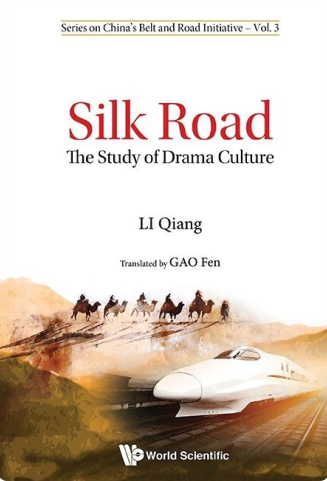 Series on China's Belt and Road Initiative – Vol. 3
Silk Road
The Study of Drama Culture
LI Qiang
Translated by GAO Fen
World Scientific